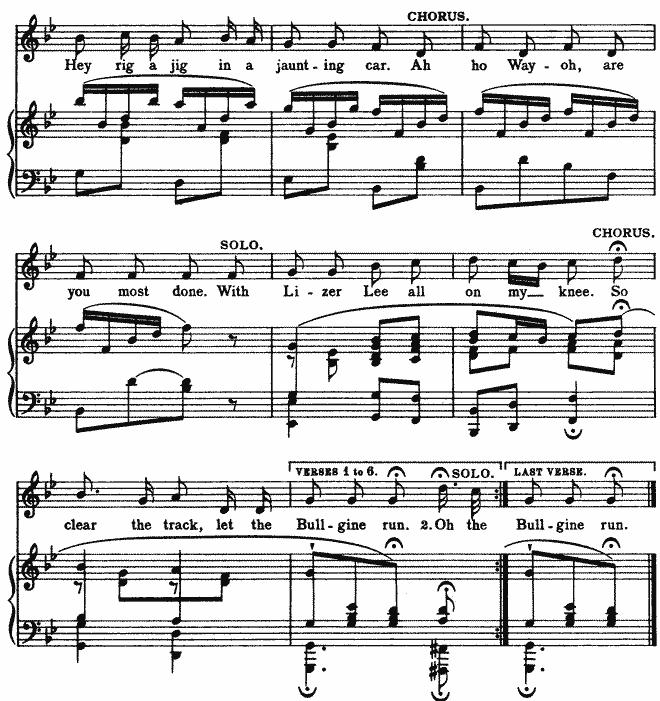 CHORUS.
Hey rig a jig in a jaunt-ing car. Ah ho Way-oh, are
SOLO.
CHORUS.
you most done. With Li-zer Lee all on my knee. So
VERSES 1 to 6.
SOLO.
LAST VERSE.
clear the track, let the Bull-gine run. 2.Oh the Bull-gine run.